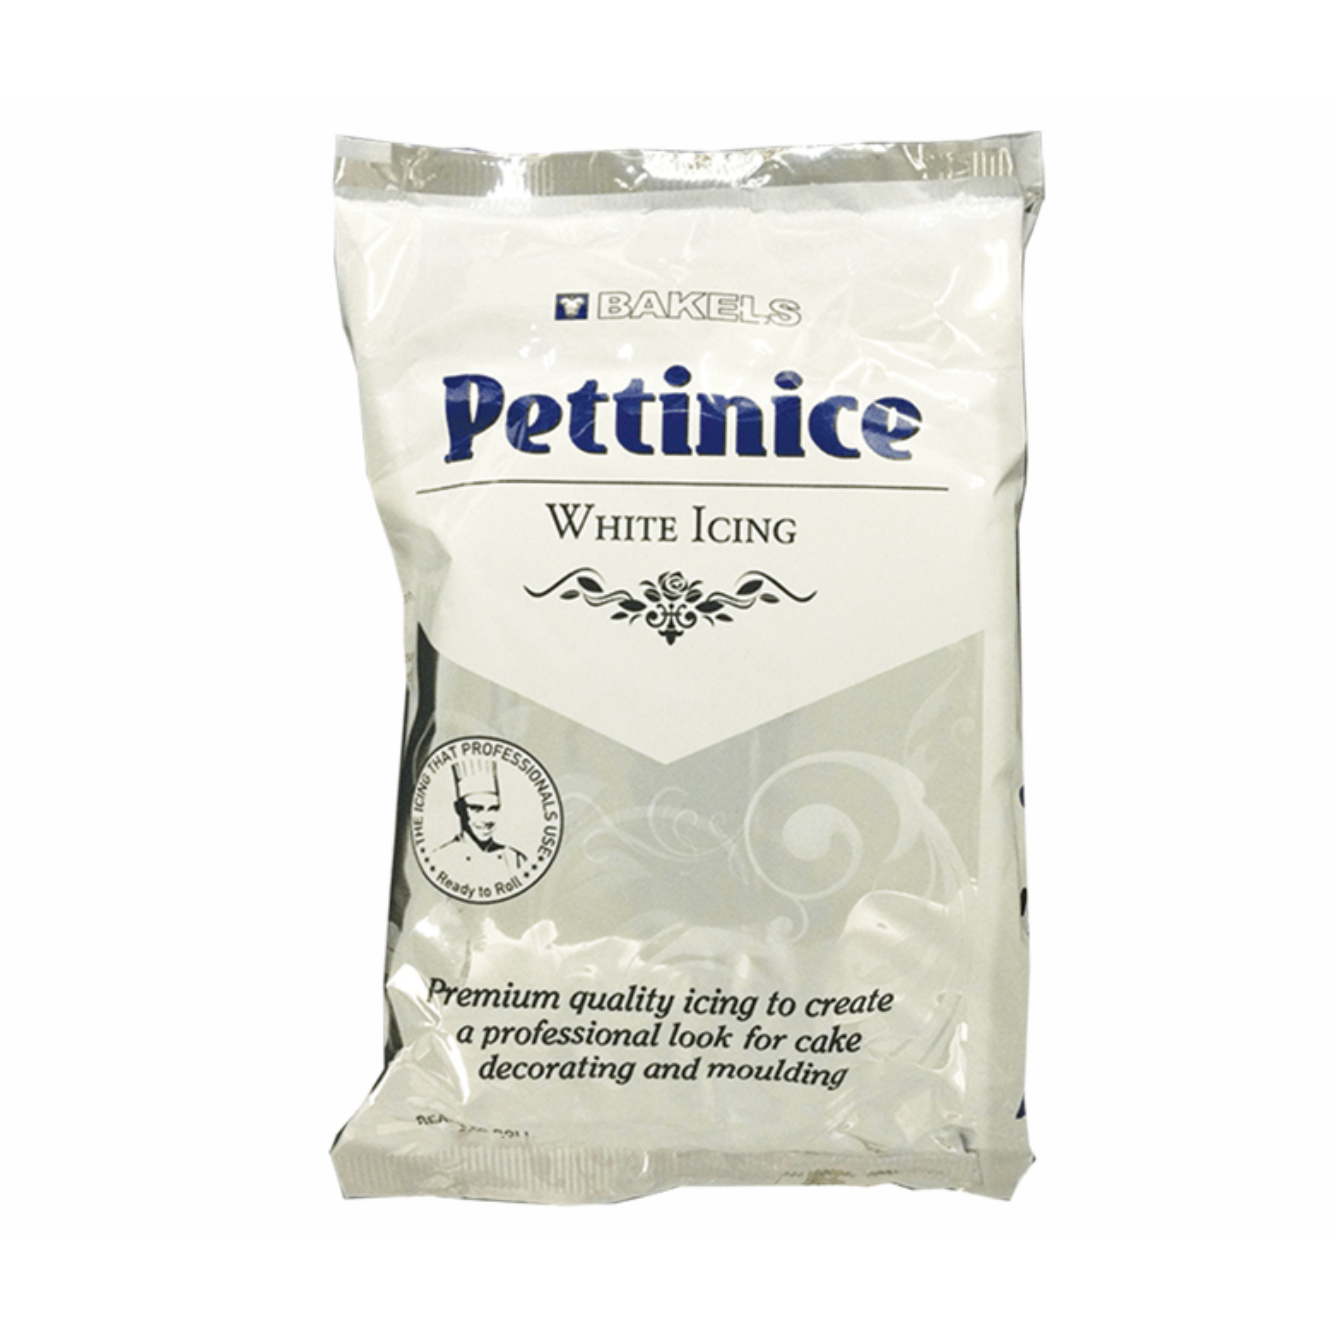 BAKELS
Pettinice
WHITE ICING
THE ICING THAT PROFESSIONALS USE
Ready to Roll
Premium quality icing to create
a professional look for cake
decorating and moulding